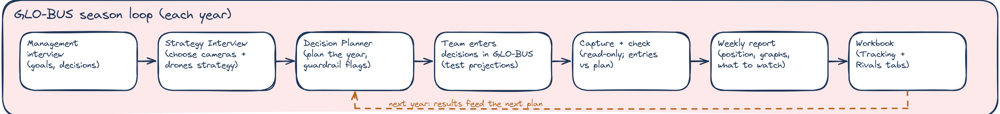 GLO-BUS season loop (each year)
Management
interview
(goals, decisions)
Strategy Interview
(choose cameras +
drones strategy)
Decision Planner
(plan the year,
guardrail flags)
Team enters
decisions in GLO-BUS
(test projections)
Capture + check
(read-only; entries
vs plan)
Weekly report
(position, graphs,
what to watch)
Workbook
(Tracking +
Rivals tabs)
next year: results feed the next plan